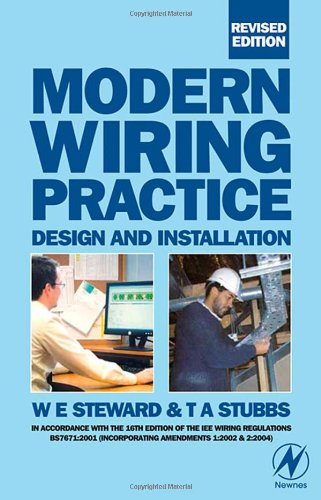 REVISED
EDITION
MODERN
WIRING
PRACTICE
DESIGN AND INSTALLATION
W E STEWARD & T A STUBBS
IN ACCORDANCE WITH THE 16TH EDITION OF THE IEE WIRING REGULATIONS
BS7671:2001 (INCORPORATING AMENDMENTS 1:2002 & 2:2004)
Newnes